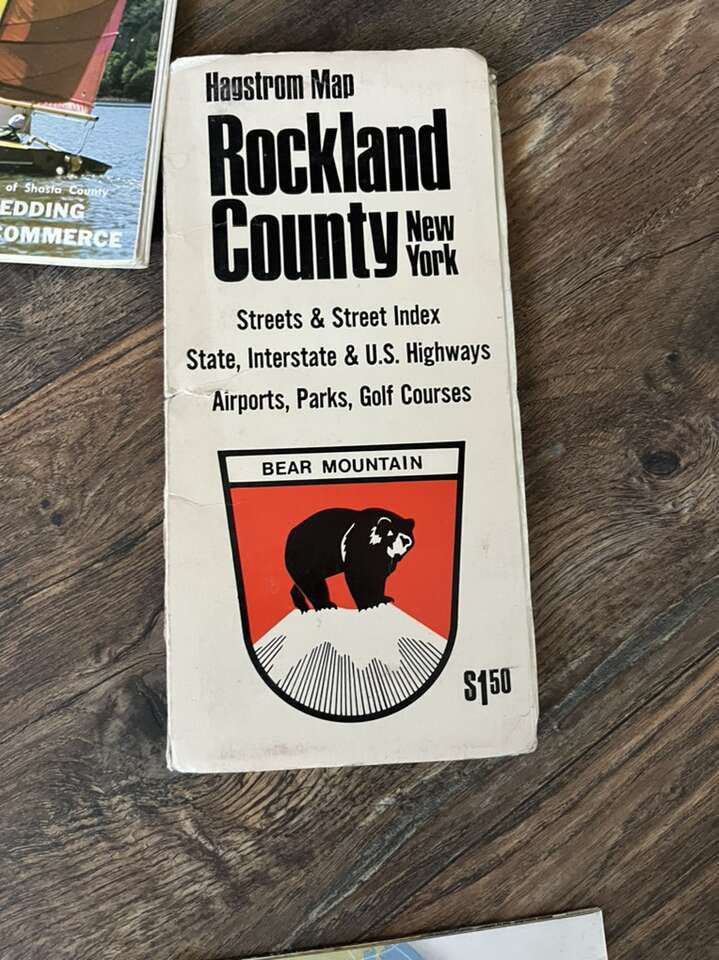 Hagstrom Map
Rockland
County New York
Streets & Street Index
State, Interstate & U.S. Highways
Airports, Parks, Golf Courses
BEAR MOUNTAIN
$1.50
of Shasta County
EDDING
OMMERCE